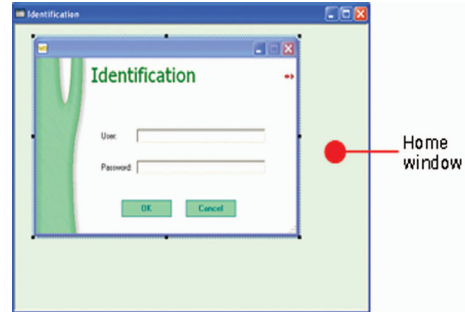 Identification
Identification
User:
Password:
OK
Cancel
Home
window